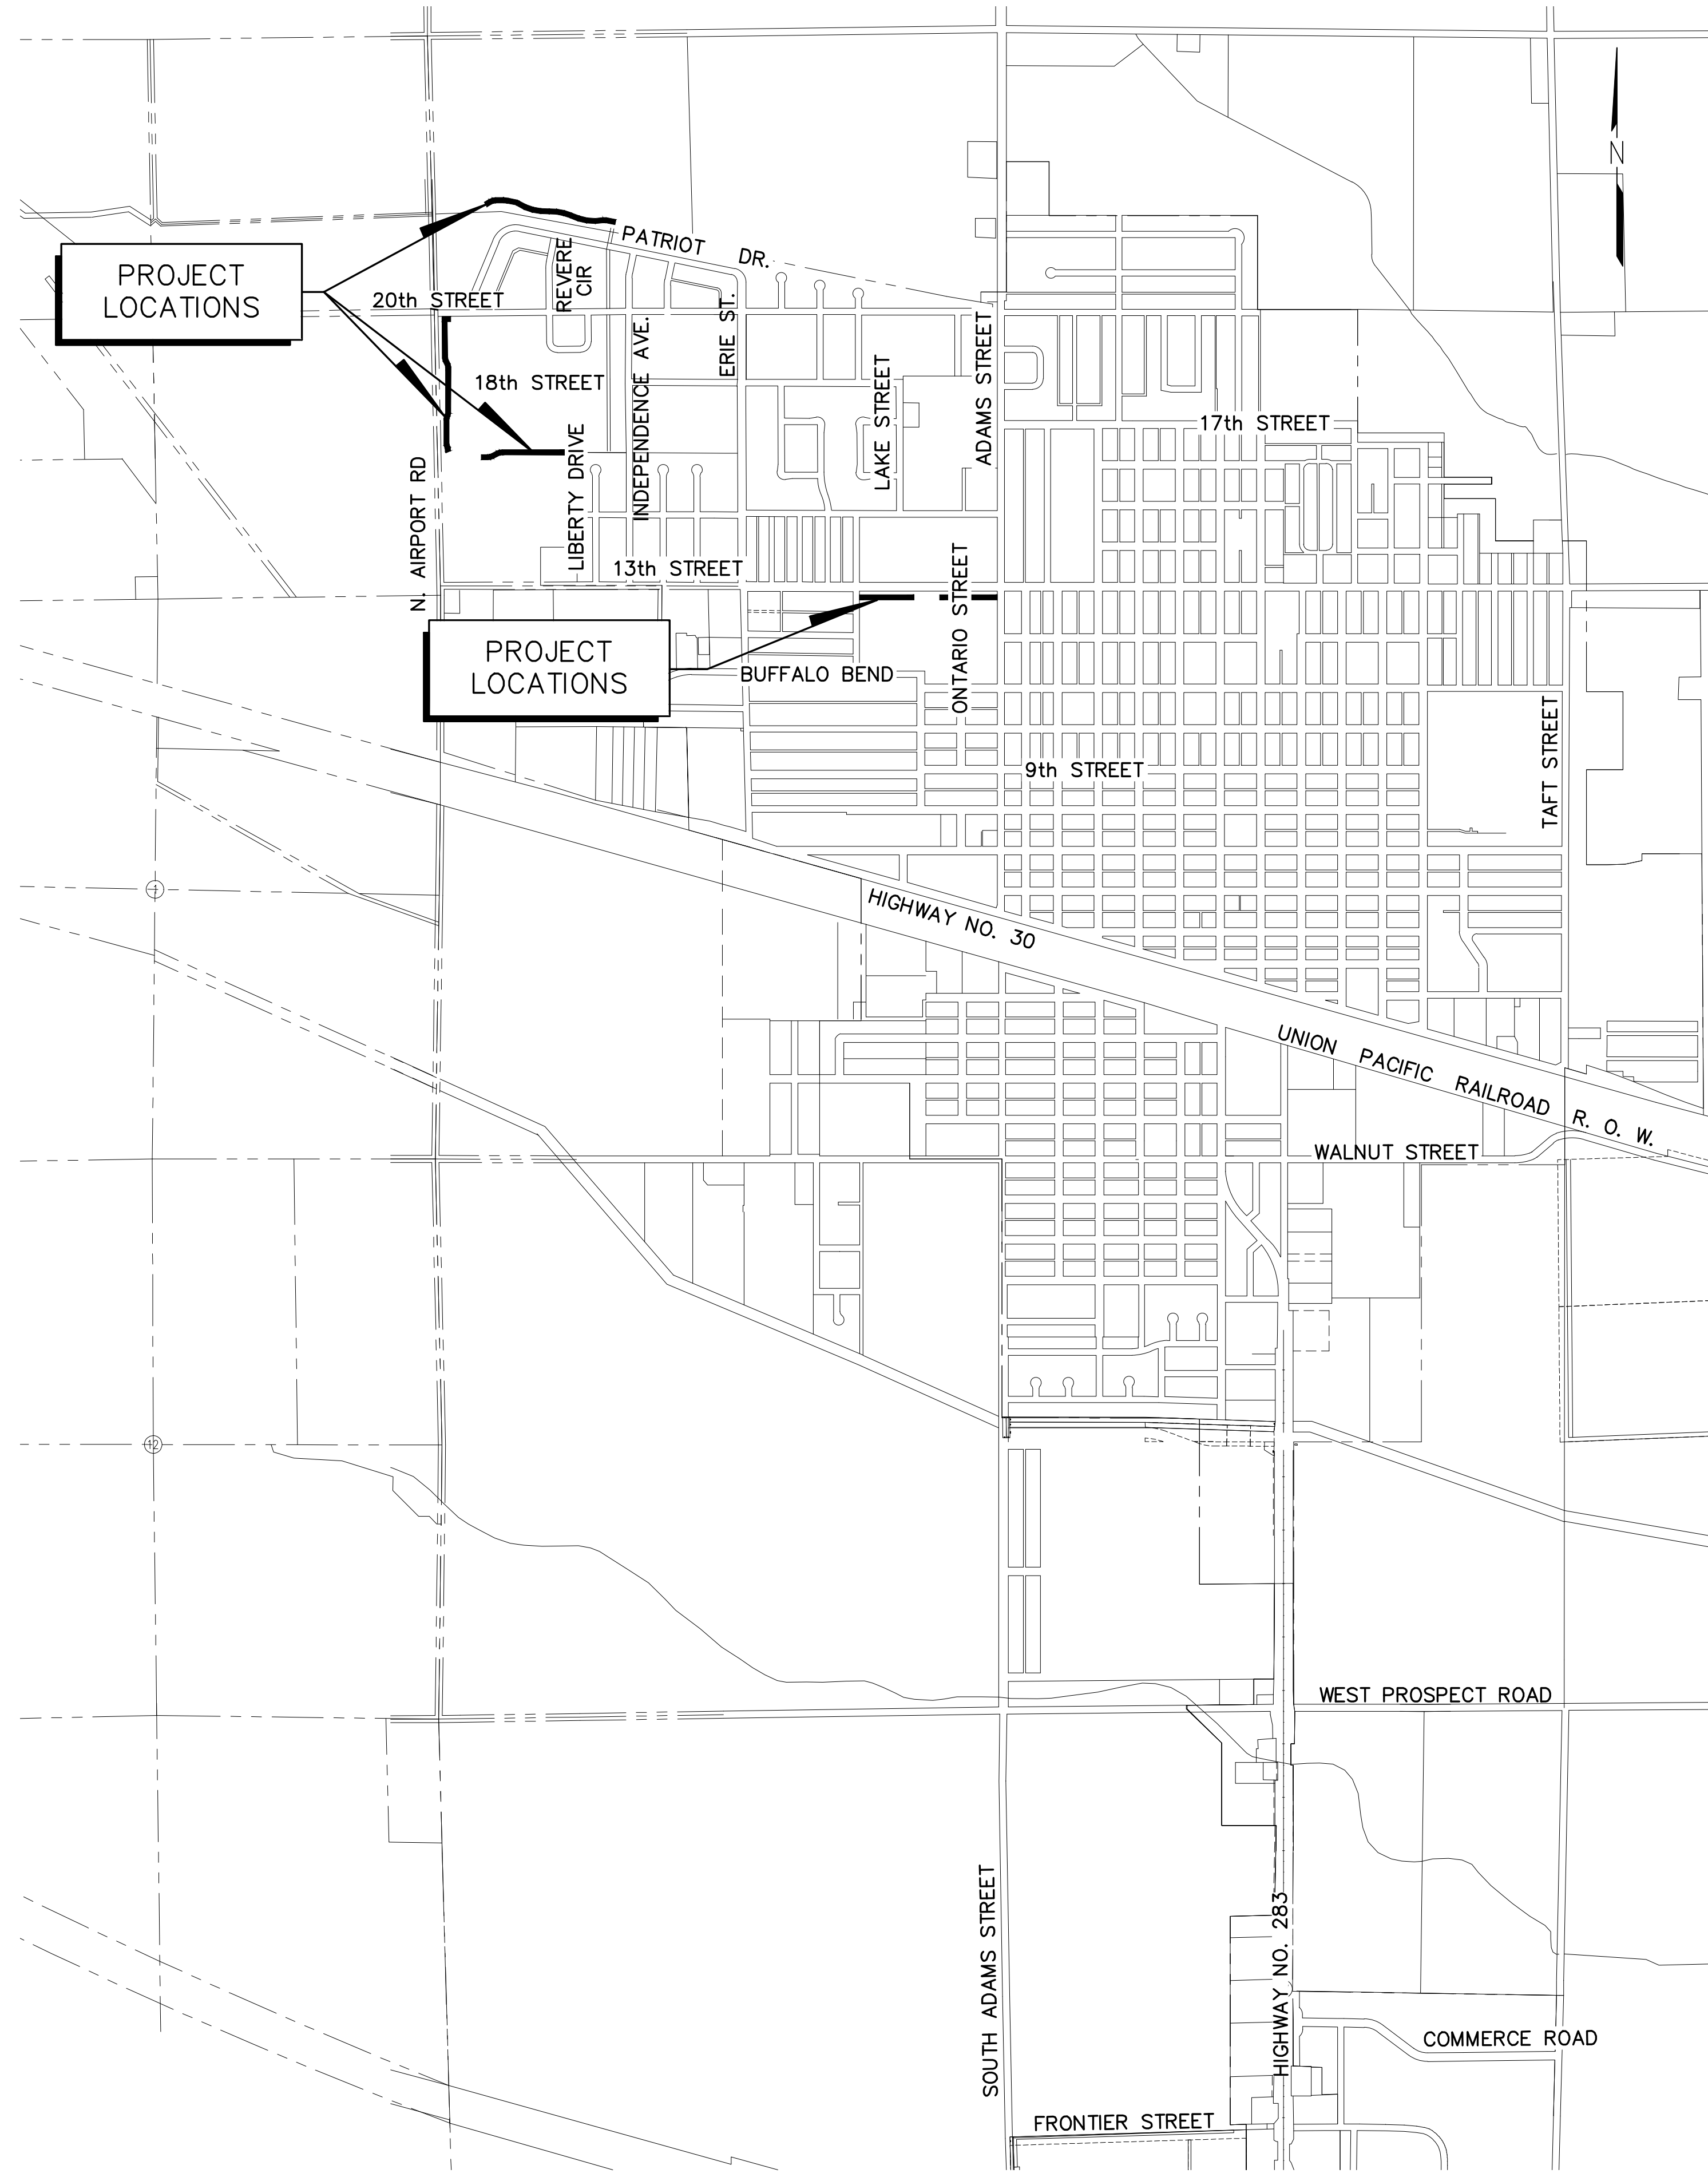 N
PATRIOT DR.
PROJECT
LOCATIONS
REVERE
CIR
20th STREET
ERIE ST.
INDEPENDENCE AVE.
ADAMS STREET
18th STREET
LAKE STREET
17th STREET
LIBERTY DRIVE
N. AIRPORT RD
13th STREET
ONTARIO STREET
PROJECT
LOCATIONS
BUFFALO BEND
TAFT STREET
9th STREET
1
HIGHWAY NO. 30
UNION PACIFIC RAILROAD R. O. W.
WALNUT STREET
12
WEST PROSPECT ROAD
SOUTH ADAMS STREET
HIGHWAY NO. 283
COMMERCE ROAD
FRONTIER STREET